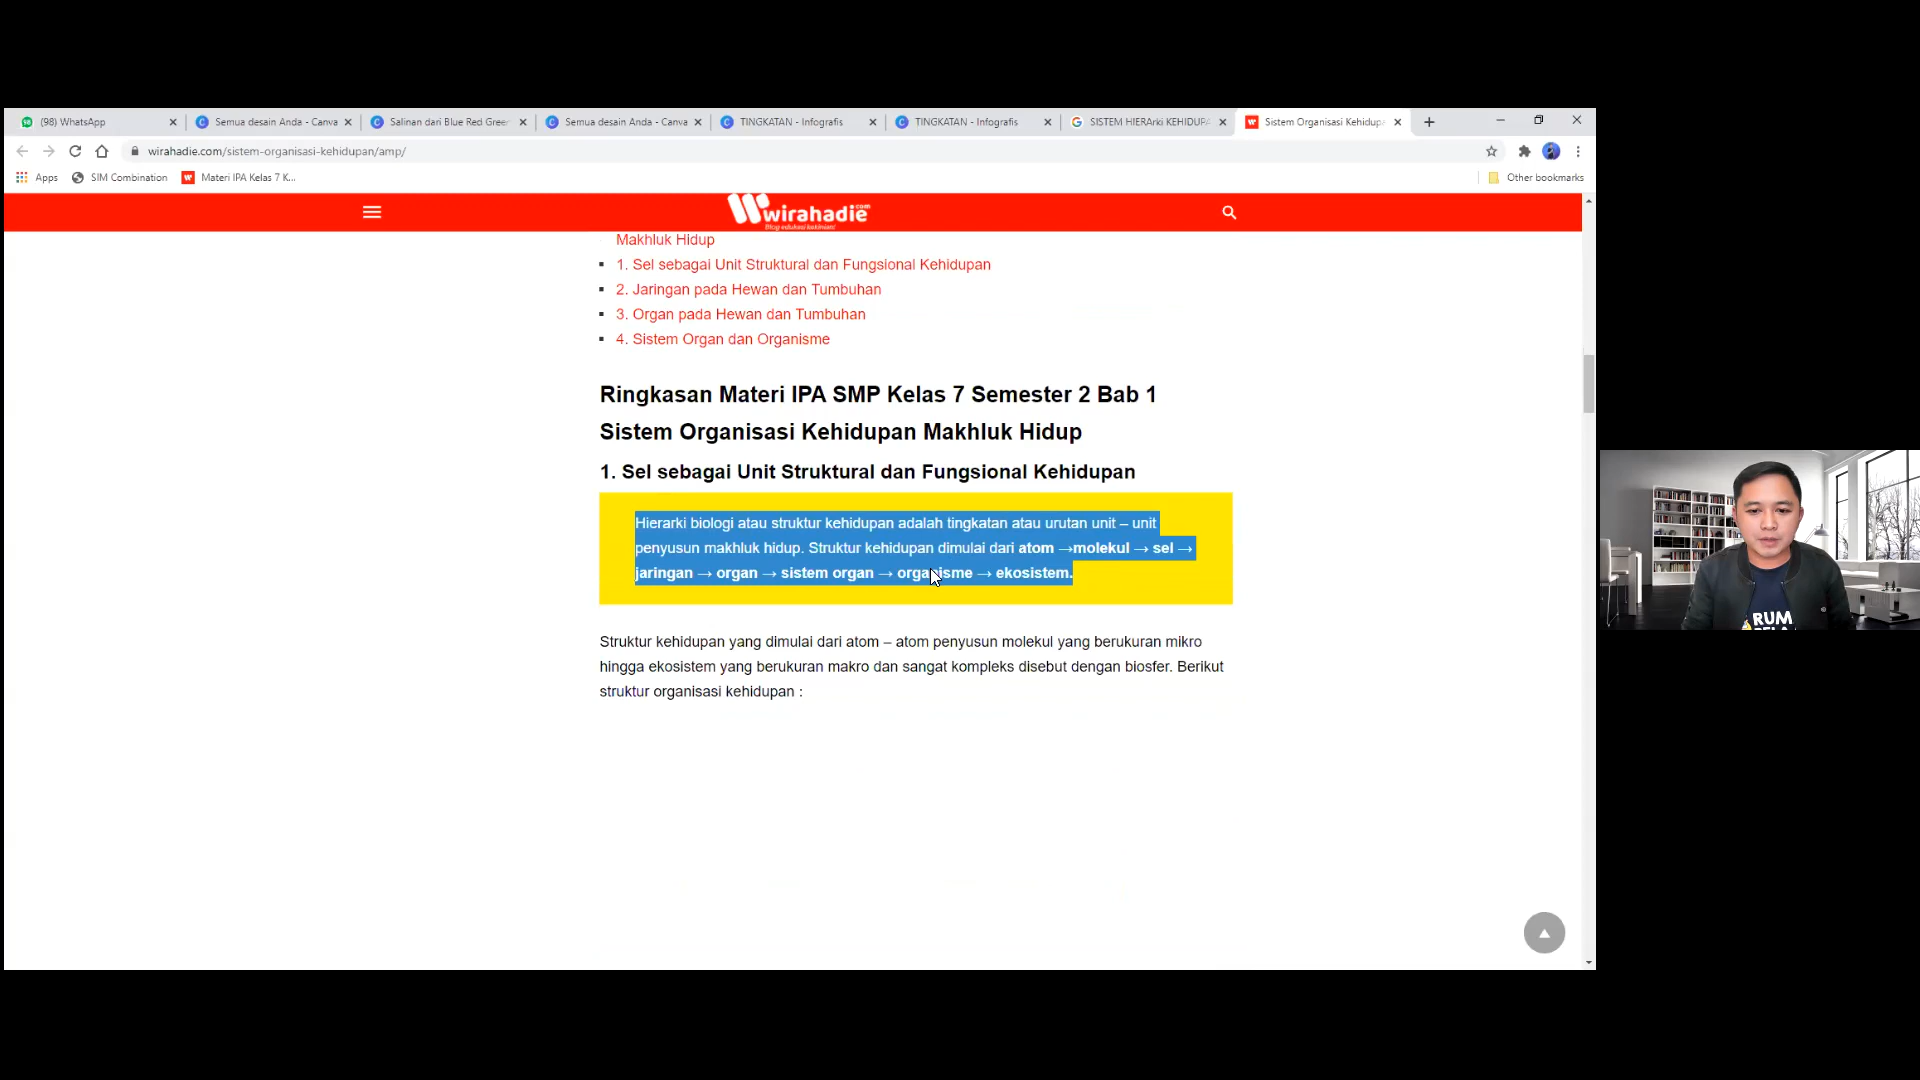 (98) WhatsApp
Semua desain Anda - Canva
Salinan dari Blue Red Gree
Semua desain Anda - Canva
TINGKATAN - Infografis
TINGKATAN - Infografis
SISTEM HIERArki KEHIDUPA
Sistem Organisasi Kehidupa
wirahadie.com/sistem-organisasi-kehidupan/amp/
Apps
SIM Combination
Materi IPA Kelas 7 K...
Other bookmarks
wirahadie.com
Blog edukasi kekinian!
Makhluk Hidup
1. Sel sebagai Unit Struktural dan Fungsional Kehidupan
2. Jaringan pada Hewan dan Tumbuhan
3. Organ pada Hewan dan Tumbuhan
4. Sistem Organ dan Organisme
Ringkasan Materi IPA SMP Kelas 7 Semester 2 Bab 1
Sistem Organisasi Kehidupan Makhluk Hidup
1. Sel sebagai Unit Struktural dan Fungsional Kehidupan
Hierarki biologi atau struktur kehidupan adalah tingkatan atau urutan unit – unit
penyusun makhluk hidup. Struktur kehidupan dimulai dari atom →molekul → sel →
jaringan → organ → sistem organ → organisme → ekosistem.
Struktur kehidupan yang dimulai dari atom – atom penyusun molekul yang berukuran mikro
hingga ekosistem yang berukuran makro dan sangat kompleks disebut dengan biosfer. Berikut
struktur organisasi kehidupan :
RUM